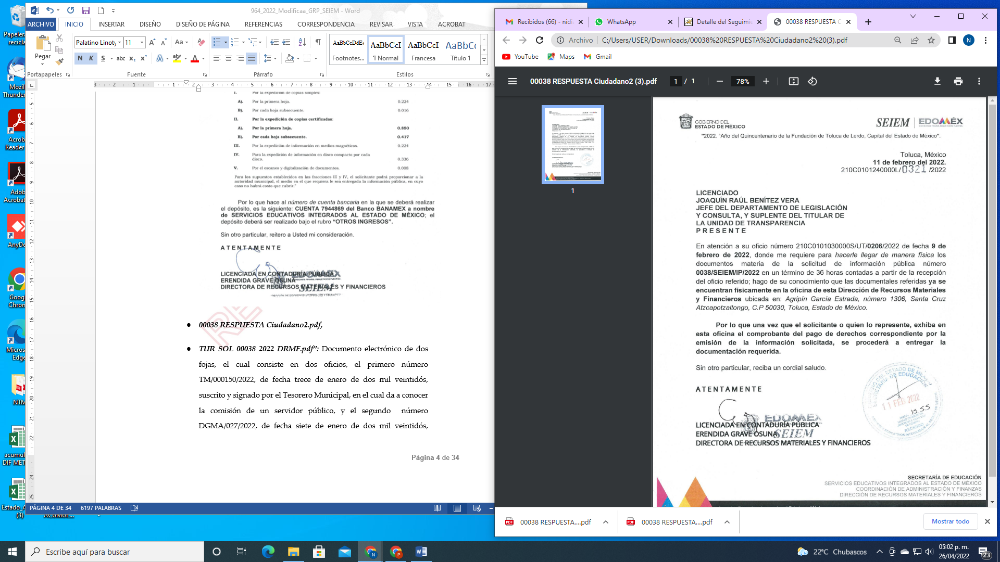 964_2022_Modificaa_GRP_SEIEM - Word
ARCHIVO INICIO INSERTAR DISEÑO DISEÑO DE PÁGINA REFERENCIAS CORRESPONDENCIA REVISAR VISTA ACROBAT
Pegar
Palatino Linoty 11
Portapapeles Fuente Párrafo Estilos
AaBbCcDdEe AaBbCcI AaBbCcI AaBbCc
Footnotes... ¶ Normal Francesa Título 1
I. Por la expedición de copias simples:
A). Por la primera hoja. 0.224
B). Por cada hoja subsecuente. 0.016
II. Por la expedición de copias certificadas:
A). Por la primera hoja. 0.850
B). Por cada hoja subsecuente. 0.417
III. Por la expedición de información en medios magnéticos. 0.224
IV. Para la expedición de información en disco compacto por cada
disco. 0.336
V. Por el escaneo y digitalización de documentos. 0.008
Para los supuestos establecidos en las fracciones III y IV, el solicitante podrá proporcionar a la
autoridad municipal, el medio en el que requiera le sea entregada la información pública, en cuyo
caso no habrá costo que cubrir."
Por lo que hace al número de cuenta bancaria en la que se deberá realizar
el depósito, es la siguiente: CUENTA 7944869 del Banco BANAMEX a nombre
de SERVICIOS EDUCATIVOS INTEGRADOS AL ESTADO DE MÉXICO; el
depósito deberá ser realizado bajo el rubro “OTROS INGRESOS”.
Sin otro particular, reitero a Usted mi consideración.
A T E N T A M E N T E
LICENCIADA EN CONTADURÍA PÚBLICA
ERENDIDA GRAVE OSUNA
DIRECTORA DE RECURSOS MATERIALES Y FINANCIEROS
EDOMEX
SEIEM
• 00038 RESPUESTA Ciudadano2.pdf,
• TUR SOL 00038 2022 DRMF.pdf”: Documento electrónico de dos
fojas, el cual consiste en dos oficios, el primero número
TM/000150/2022, de fecha trece de enero de dos mil veintidós,
suscrito y signado por el Tesorero Municipal, en el cual da a conocer
la comisión de un servidor público, y el segundo número
DGMA/027/2022, de fecha siete de enero de dos mil veintidós,
Página 4 de 34
PÁGINA 4 DE 34 6197 PALABRAS
Recibidos (66) - nidi
WhatsApp
Detalle del Seguimie
00038 RESPUESTA C
Archivo C:/Users/USER/Downloads/00038%20RESPUESTA%20Ciudadano2%20(3).pdf
YouTube Maps Gmail
00038 RESPUESTA Ciudadano2 (3).pdf 1 / 1 78%
1
GOBIERNO DEL
ESTADO DE MÉXICO
SEIEM EDOMÉX
"2022. "Año del Quincentenario de la Fundación de Toluca de Lerdo, Capital del Estado de México".
Toluca, México
11 de febrero del 2022.
210C0101240000L/0321 /2022
LICENCIADO
JOAQUÍN RAÚL BENÍTEZ VERA
JEFE DEL DEPARTAMENTO DE LEGISLACIÓN
Y CONSULTA, Y SUPLENTE DEL TITULAR DE
LA UNIDAD DE TRANSPARENCIA
P R E S E N T E
En atención a su oficio número 210C0101030000S/UT/0206/2022 de fecha 9 de
febrero de 2022, donde me requiere para hacerle llegar de manera física los
documentos materia de la solicitud de información pública número
0038/SEIEM/IP/2022 en un término de 36 horas contadas a partir de la recepción
del oficio referido; hago de su conocimiento que las documentales referidas ya se
encuentran físicamente en la oficina de esta Dirección de Recursos Materiales
y Financieros ubicada en: Agripín García Estrada, número 1306, Santa Cruz
Atzcapotzaltongo, C.P 50030, Toluca, Estado de México.
Por lo que una vez que el solicitante o quien lo represente, exhiba en
esta oficina el comprobante del pago de derechos correspondiente por la
emisión de la información solicitada, se procederá a entregar la
documentación requerida.
Sin otro particular, reciba un cordial saludo.
A T E N T A M E N T E
LICENCIADA EN CONTADURÍA PÚBLICA
ERENDIDA GRAVE OSUNA
DIRECTORA DE RECURSOS MATERIALES Y FINANCIEROS
EDOMEX
SEIEM
SECRETARÍA DE EDUCACIÓN
11 FEB 2022
15 55
RECIBIDO
SECRETARÍA DE EDUCACIÓN
SERVICIOS EDUCATIVOS INTEGRADOS AL ESTADO DE MÉXICO
COORDINACIÓN DE ADMINISTRACIÓN Y FINANZAS
DIRECCIÓN DE RECURSOS MATERIALES Y FINANCIEROS
00038 RESPUESTA....pdf
00038 RESPUESTA....pdf
Mostrar todo
Escribe aquí para buscar
22°C Chubascos
05:02 p. m.
26/04/2022
23